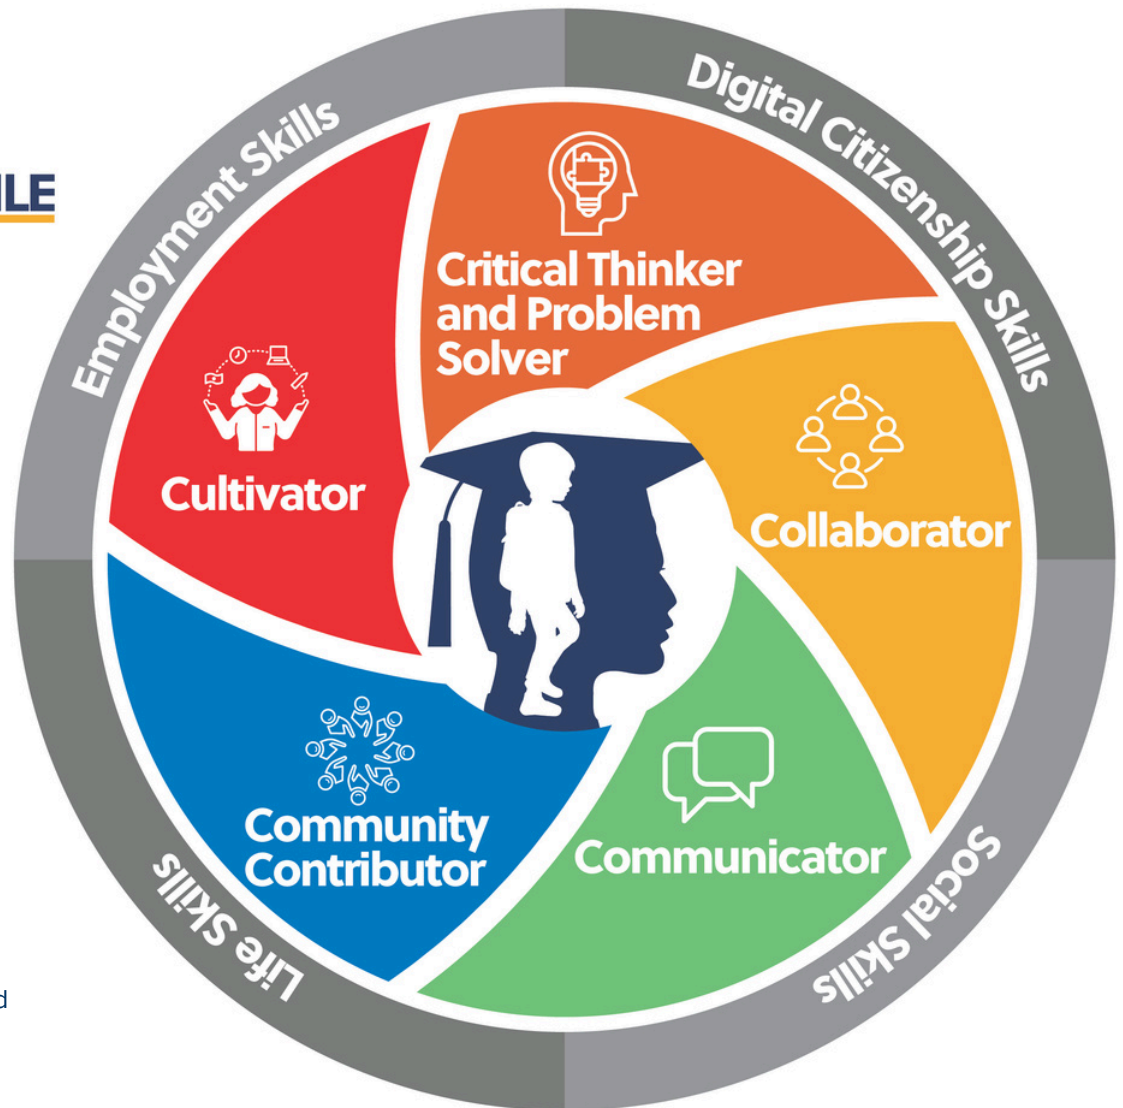 ILE
Employment Skills
Digital Citizenship Skills
Critical Thinker
and Problem
Solver
Cultivator
Collaborator
Community
Contributor
Communicator
Life Skills
Social Skills
d